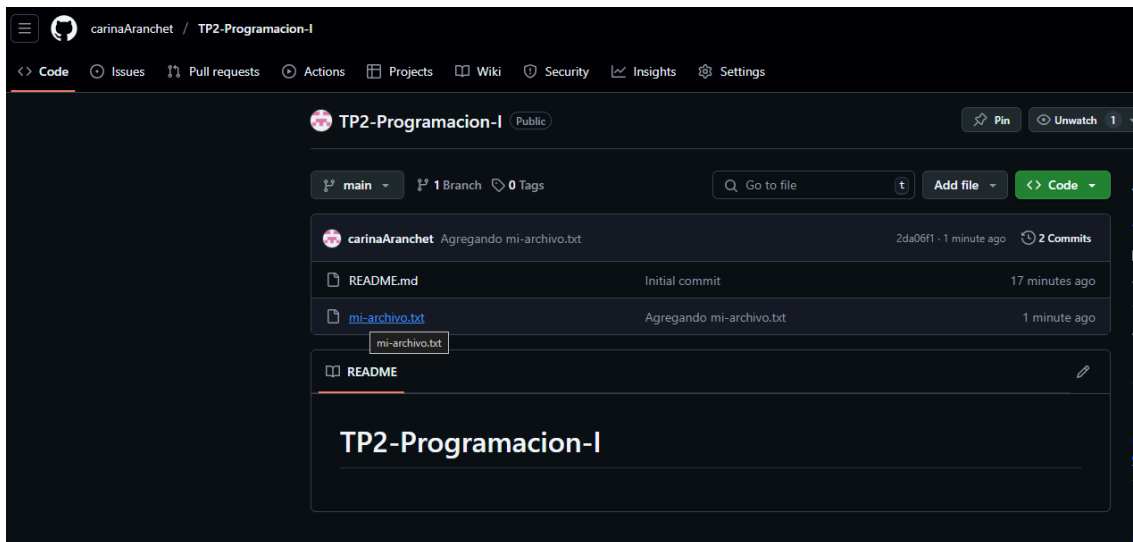 carinaAranchet / TP2-Programacion-I
<> Code Issues Pull requests Actions Projects Wiki Security Insights Settings
TP2-Programacion-I Public Pin Unwatch 1
main 1 Branch 0 Tags Go to file t Add file <> Code
carinaAranchet Agregando mi-archivo.txt 2da06f1 · 1 minute ago 2 Commits
README.md Initial commit 17 minutes ago
mi-archivo.txt Agregando mi-archivo.txt 1 minute ago
mi-archivo.txt
README
TP2-Programacion-I